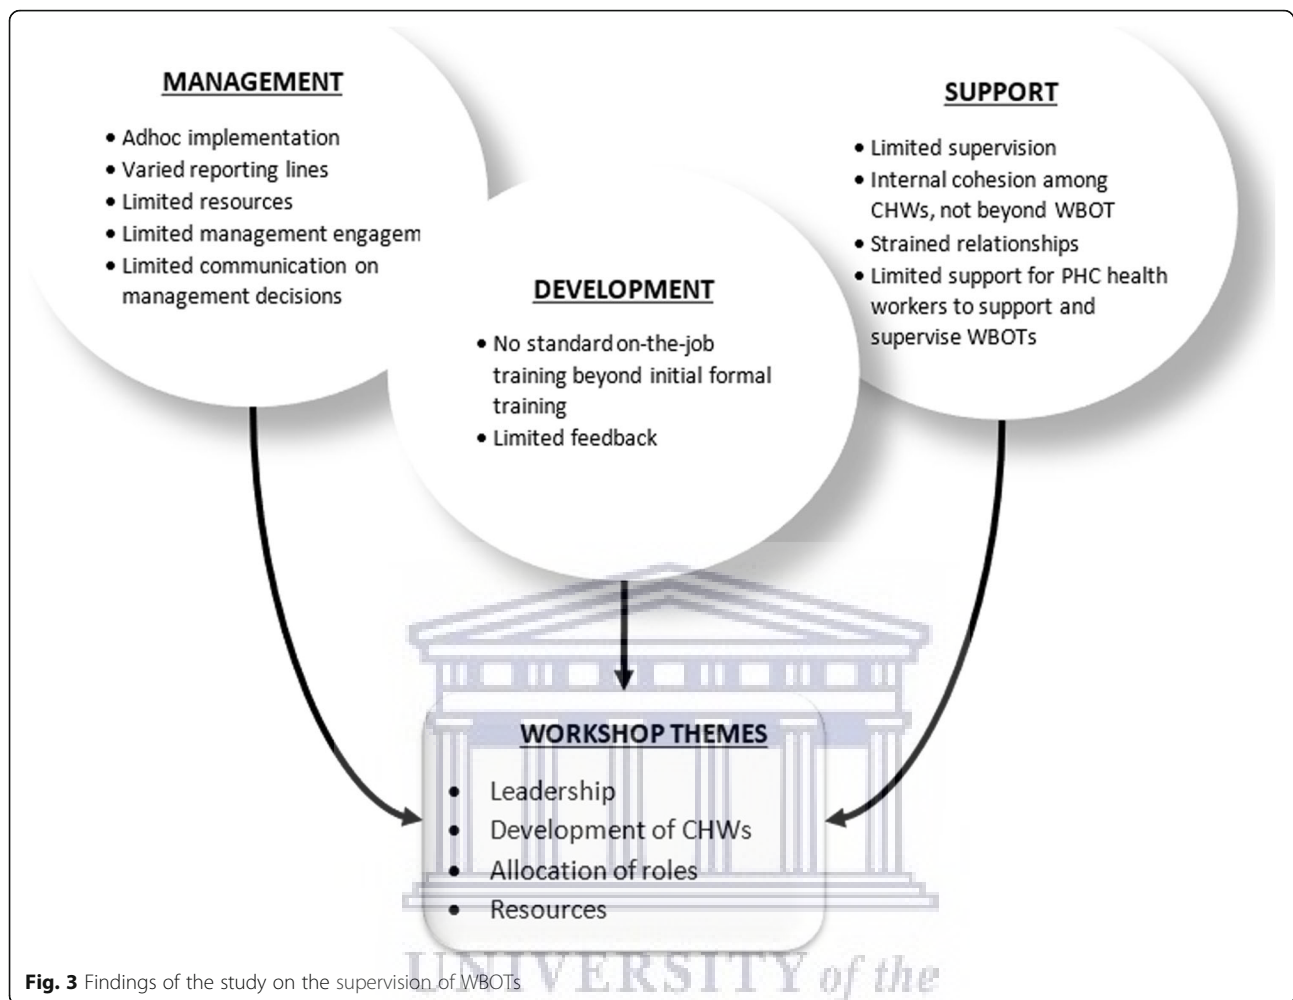 MANAGEMENT
• Adhoc implementation
• Varied reporting lines
• Limited resources
• Limited management engagem
• Limited communication on
management decisions
DEVELOPMENT
• No standard on-the-job
training beyond initial formal
training
• Limited feedback
SUPPORT
• Limited supervision
• Internal cohesion among
CHWs, not beyond WBOT
• Strained relationships
• Limited support for PHC health
workers to support and
supervise WBOTs
WORKSHOP THEMES
• Leadership
• Development of CHWs
• Allocation of roles
• Resources
UNIVERSITY of the
Fig. 3 Findings of the study on the supervision of WBOTs